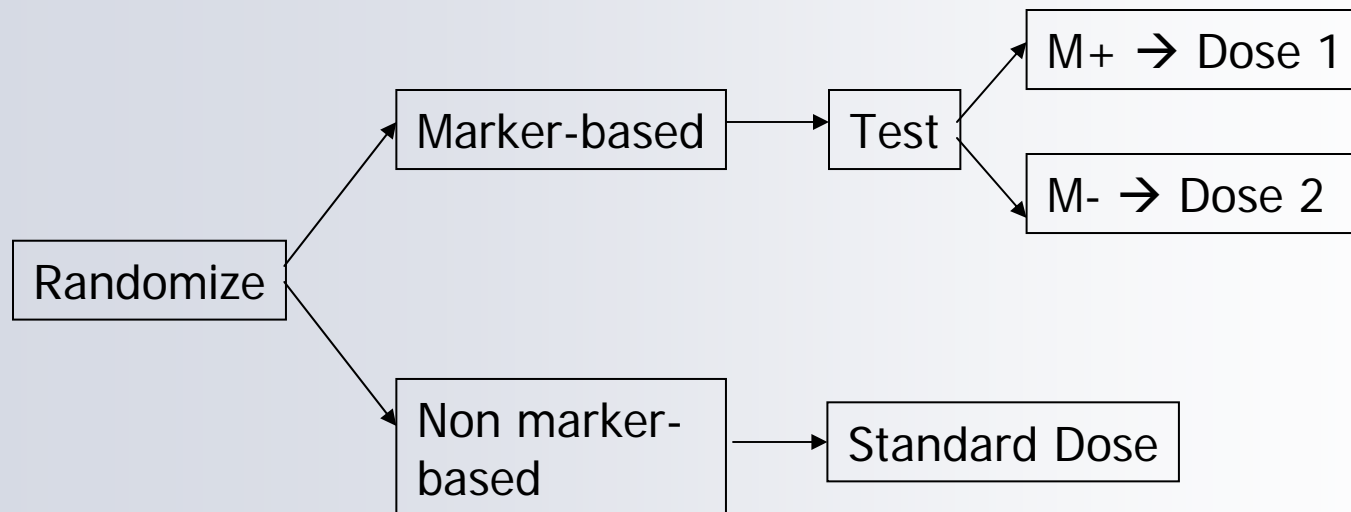 M+ → Dose 1
Marker-based
Test
M- → Dose 2
Randomize
Non marker-
based
Standard Dose